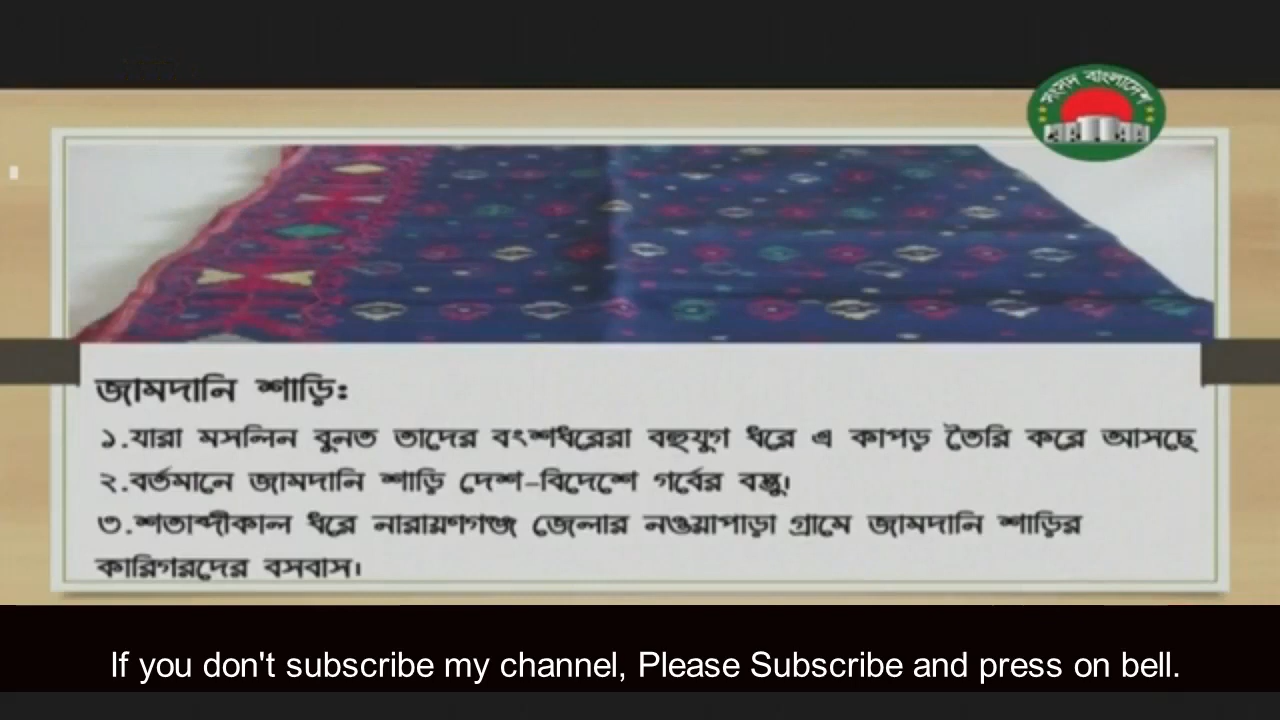 সংসদ বাংলাদেশ
জামদানি শাড়িঃ
১.যারা মসলিন বুনত তাদের বংশধরেরা বহুযুগ ধরে এ কাপড় তৈরি করে আসছে
২.বর্তমানে জামদানি শাড়ি দেশ-বিদেশে গর্বের বস্তু।
৩.শতাব্দীকাল ধরে নারায়ণগঞ্জ জেলার নওয়াপাড়া গ্রামে জামদানি শাড়ির
কারিগরদের বসবাস।
If you don't subscribe my channel, Please Subscribe and press on bell.